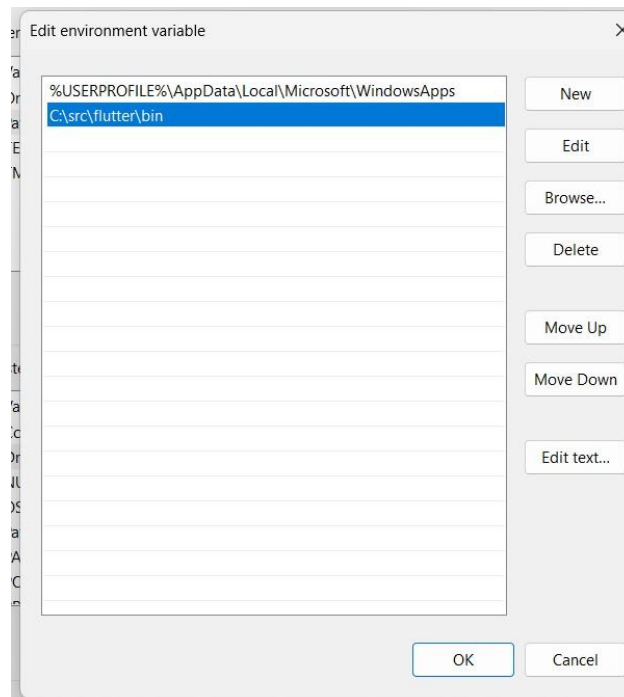 Edit environment variable
%USERPROFILE%\AppData\Local\Microsoft\WindowsApps
C:\src\flutter\bin
New
Edit
Browse...
Delete
Move Up
Move Down
Edit text...
OK
Cancel